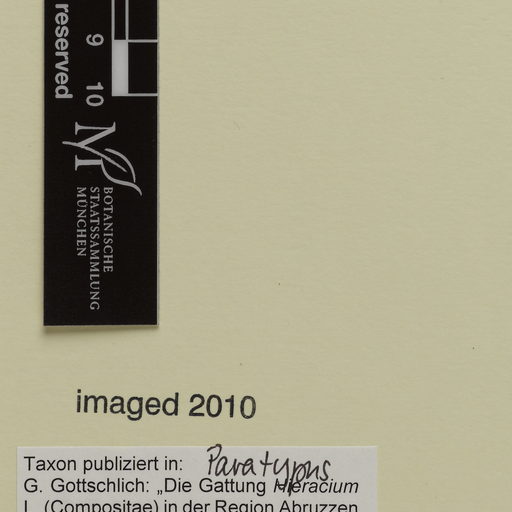 reserved
9 10
M
BOTANISCHE
STAATSSAMMLUNG
MÜNCHEN
imaged 2010
Taxon publiziert in: Paratypus
G. Gottschlich: „Die Gattung Hieracium
L. (Compositae) in der Region Abruzzen